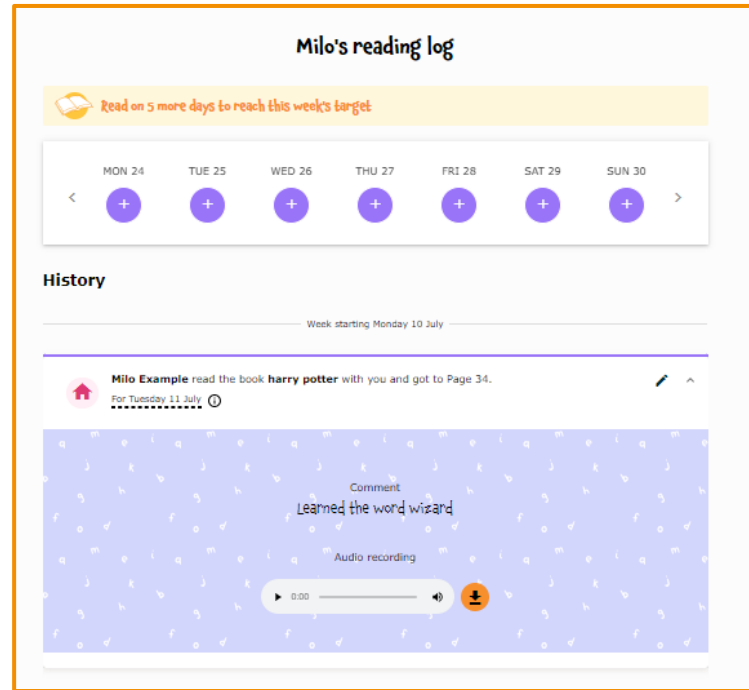 Milo's reading log
Read on 5 more days to reach this week's target
MON 24 TUE 25 WED 26 THU 27 FRI 28 SAT 29 SUN 30
History
Week starting Monday 10 July
Milo Example read the book harry potter with you and got to Page 34.
For Tuesday 11 July
Comment
Learned the word wizard
Audio recording
0:00